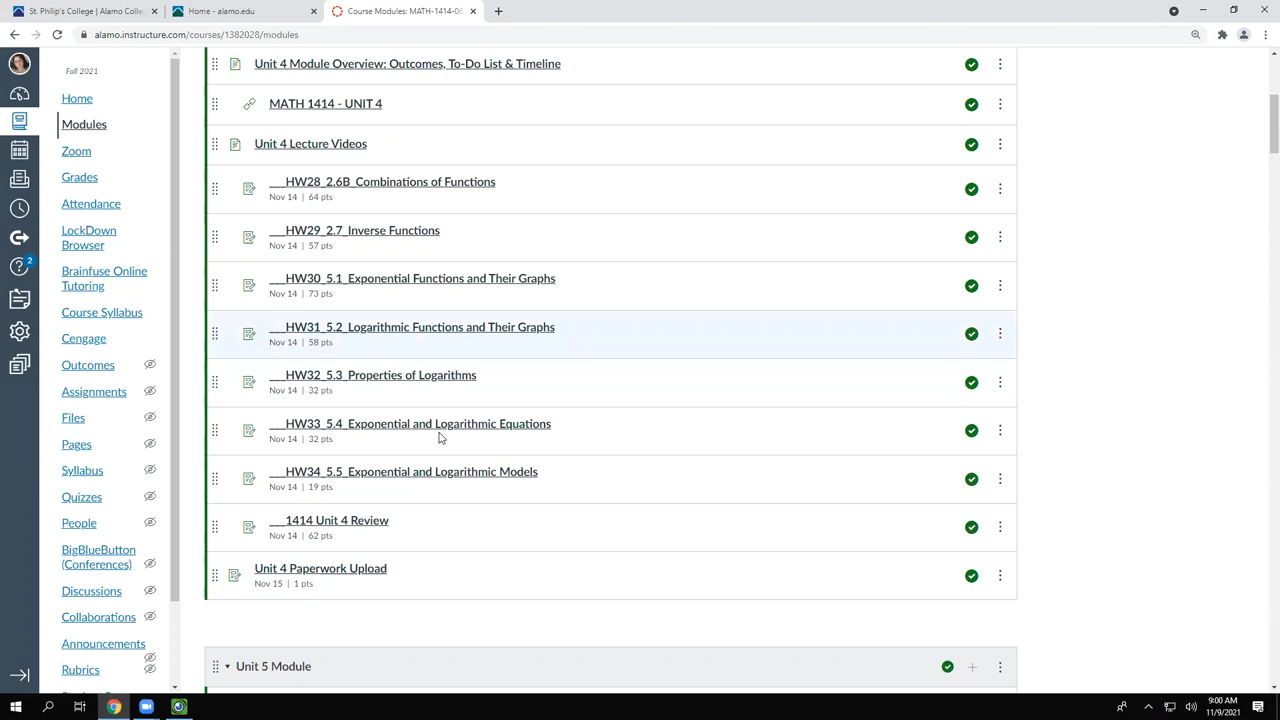 St. Philip's College | Alamo Colle
Home - alamo.edu
Course Modules: MATH-1414-0
alamo.instructure.com/courses/1382028/modules
Fall 2021
Home
Modules
Zoom
Grades
Attendance
LockDown
Browser
Brainfuse Online
Tutoring
Course Syllabus
Cengage
Outcomes
Assignments
Files
Pages
Syllabus
Quizzes
People
BigBlueButton
(Conferences)
Discussions
Collaborations
Announcements
Rubrics
2
Unit 4 Module Overview: Outcomes, To-Do List & Timeline
MATH 1414 - UNIT 4
Unit 4 Lecture Videos
___HW28_2.6B_Combinations of Functions
Nov 14 | 64 pts
___HW29_2.7_Inverse Functions
Nov 14 | 57 pts
___HW30_5.1_Exponential Functions and Their Graphs
Nov 14 | 73 pts
___HW31_5.2_Logarithmic Functions and Their Graphs
Nov 14 | 58 pts
___HW32_5.3_Properties of Logarithms
Nov 14 | 32 pts
___HW33_5.4_Exponential and Logarithmic Equations
Nov 14 | 32 pts
___HW34_5.5_Exponential and Logarithmic Models
Nov 14 | 19 pts
___1414 Unit 4 Review
Nov 14 | 62 pts
Unit 4 Paperwork Upload
Nov 15 | 1 pts
Unit 5 Module
9:00 AM
11/9/2021